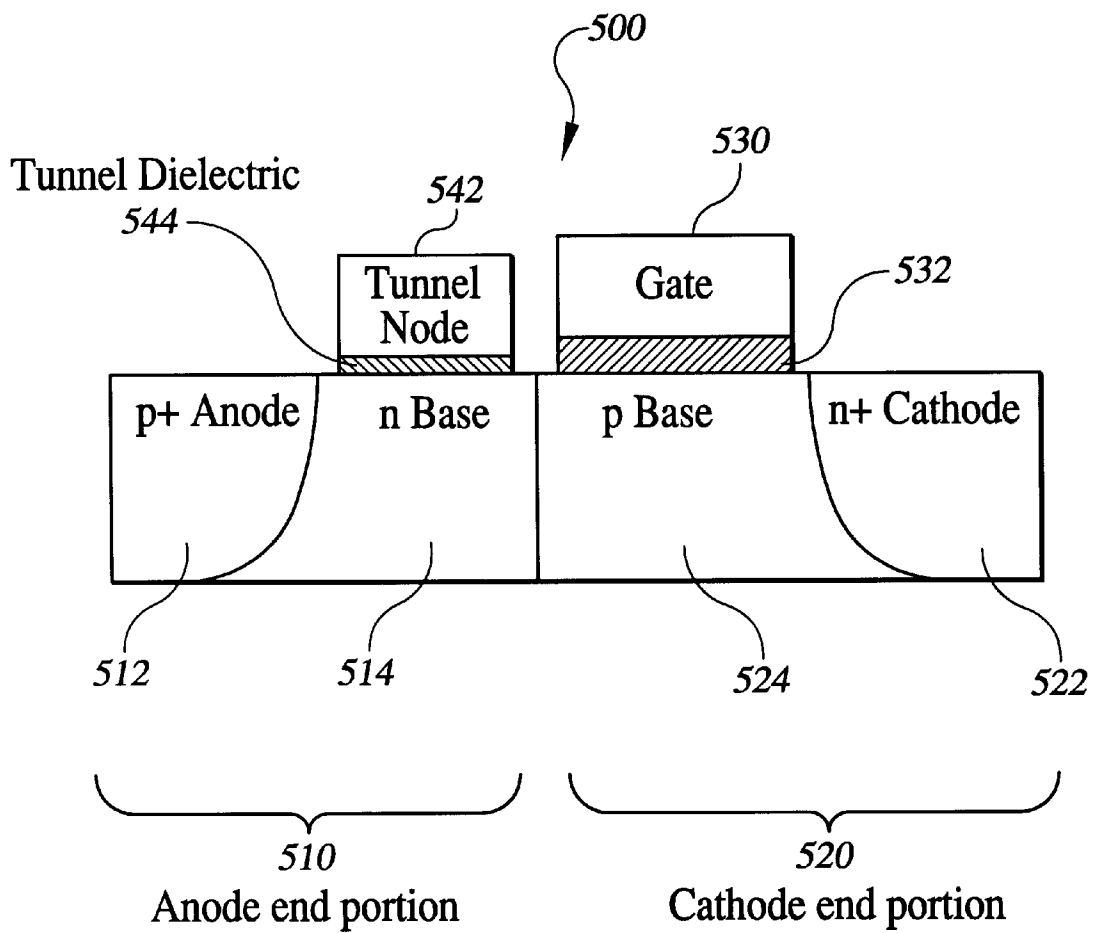 500
530
Tunnel Dielectric
544
542
532
Tunnel
Node
Gate
p+ Anode
n Base
p Base
n+ Cathode
512
514
524
522
510
520
Anode end portion
Cathode end portion